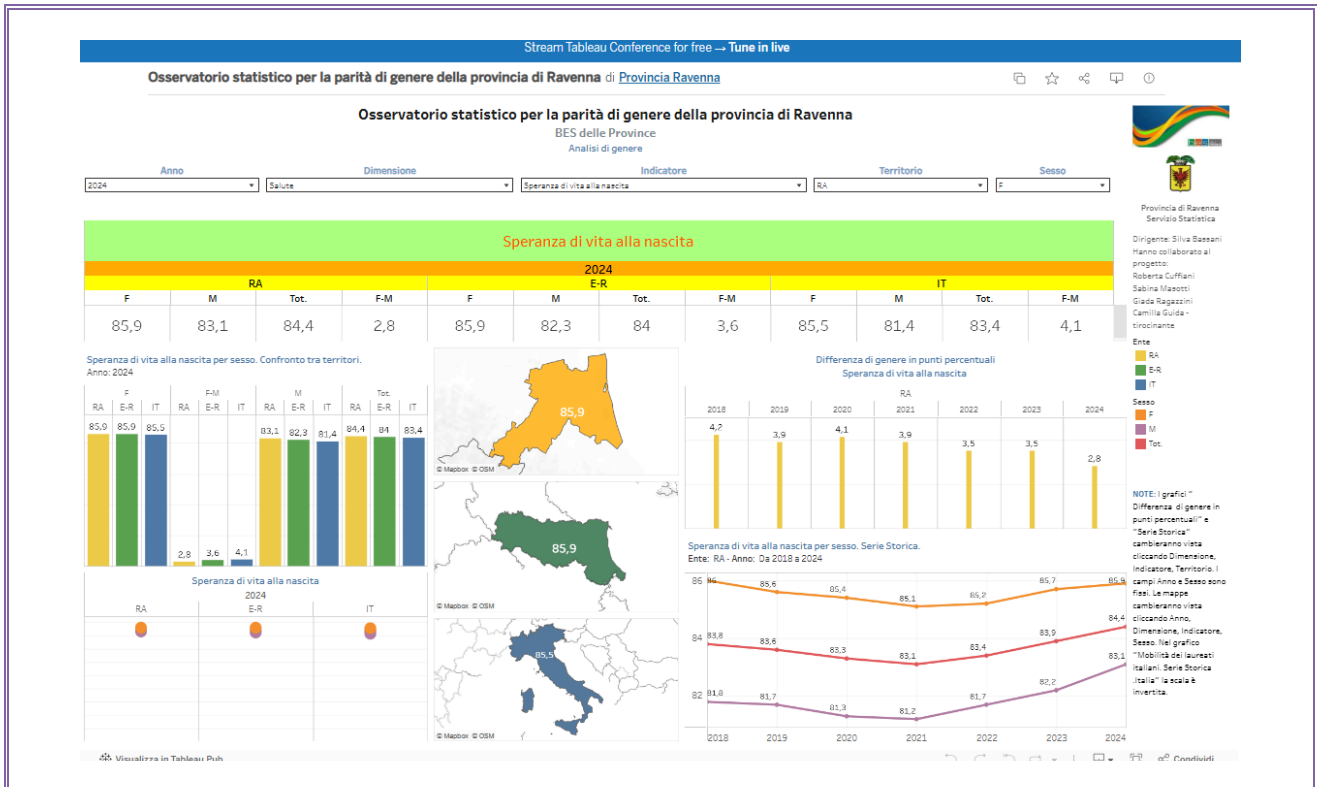 Stream Tableau Conference for free → Tune in live
Osservatorio statistico per la parità di genere della provincia di Ravenna di Provincia Ravenna
Osservatorio statistico per la parità di genere della provincia di Ravenna
BES delle Province
Analisi di genere
Anno Dimensione Indicatore Territorio Sesso
2024 Salute Speranza di vita alla nascita RA F
Speranza di vita alla nascita
2024
RA E-R IT
F M Tot. F-M F M Tot. F-M F M Tot. F-M
85,9 83,1 84,4 2,8 85,9 82,3 84 3,6 85,5 81,4 83,4 4,1
Speranza di vita alla nascita per sesso. Confronto tra territori.
Anno: 2024
F F-M M Tot.
RA E-R IT RA E-R IT RA E-R IT RA E-R IT
85,9 85,9 85,5 2,8 3,6 4,1 83,1 82,3 81,4 84,4 84 83,4
Speranza di vita alla nascita
2024
RA E-R IT
85,9
© Mapbox © OSM
85,9
© Mapbox © OSM
85,5
© Mapbox © OSM
Differenza di genere in punti percentuali
Speranza di vita alla nascita
RA
2018 2019 2020 2021 2022 2023 2024
4,2 3,9 4,1 3,9 3,5 3,5 2,8
Speranza di vita alla nascita per sesso. Serie Storica.
Ente: RA - Anno: Da 2018 a 2024
86
84
82
86 85,6 85,4 85,1 85,2 85,7 85,9
83,8 83,6 83,3 83,1 83,4 83,9 84,4
81,8 81,7 81,3 81,2 81,7 82,2 83,1
2018 2019 2020 2021 2022 2023 2024
Provincia di Ravenna
Servizio Statistica
Dirigente: Silva Bassani
Hanno collaborato al
progetto:
Roberta Cuffiani
Sabina Masotti
Giada Ragazzini
Camilla Guida -
tirocinante
Ente
RA
E-R
IT
Sesso
F
M
Tot.
NOTE: I grafici "
Differenza di genere in
punti percentuali" e
"Serie Storica"
cambieranno vista
cliccando Dimensione,
Indicatore, Territorio. I
campi Anno e Sesso sono
fissi. Le mappe
cambieranno vista
cliccando Anno,
Dimensione, Indicatore,
Sesso. Nel grafico
"Mobilità dei laureati
italiani. Serie Storica
.Italia" la scala è
invertita.
Visualizza in Tableau Pub
Condividi